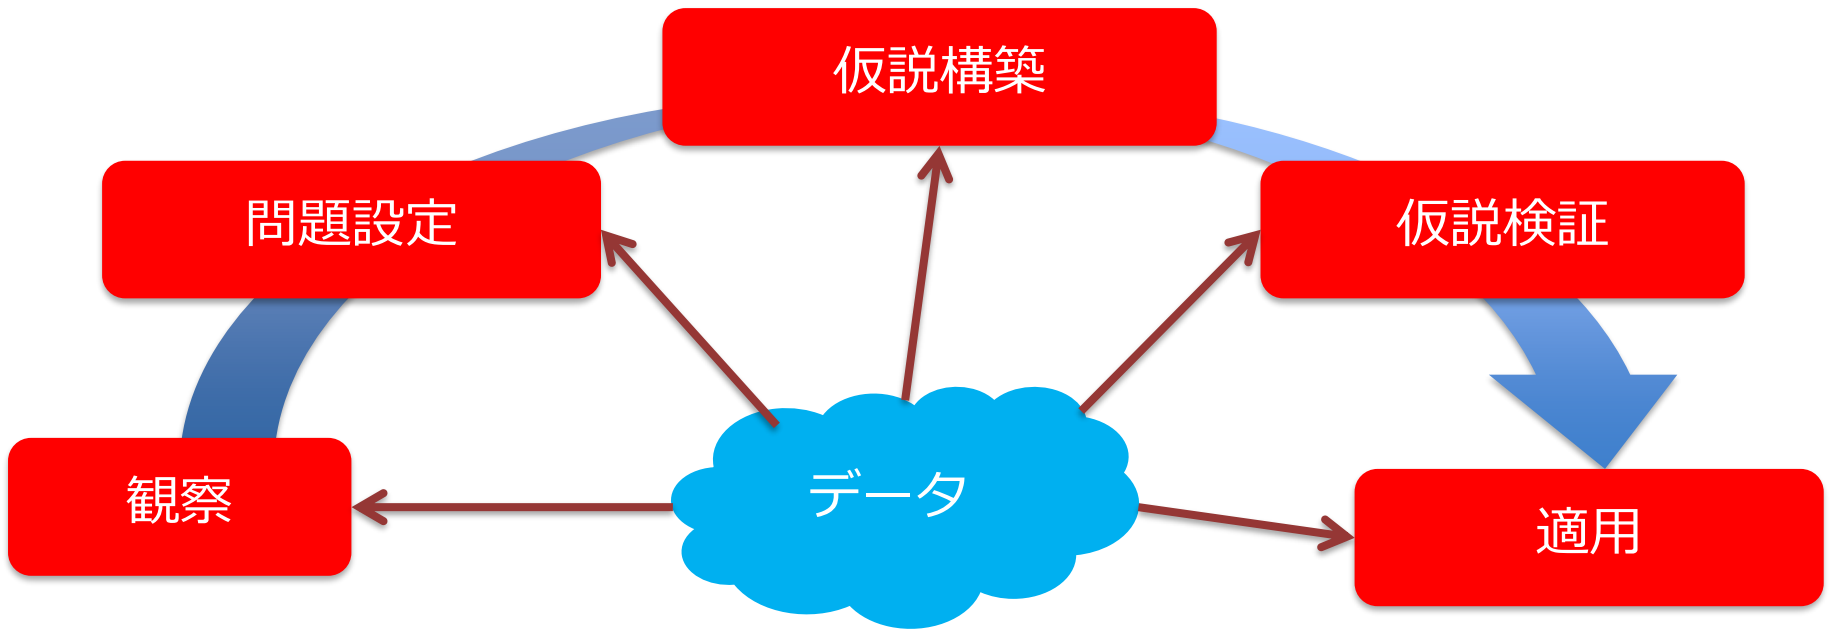 仮説構築
問題設定
仮説検証
観察
データ
適用